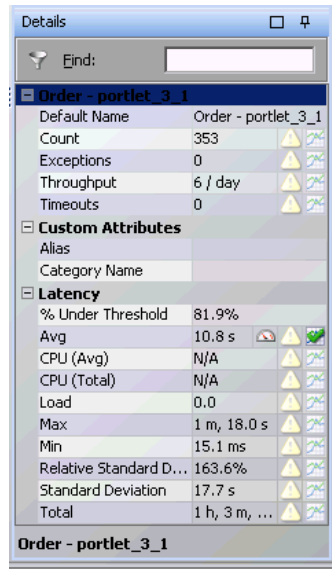 Details
Find:
Order - portlet_3_1
Default Name Order - portlet_3_1
Count 353
Exceptions 0
Throughput 6 / day
Timeouts 0
Custom Attributes
Alias
Category Name
Latency
% Under Threshold 81.9%
Avg 10.8 s
CPU (Avg) N/A
CPU (Total) N/A
Load 0.0
Max 1 m, 18.0 s
Min 15.1 ms
Relative Standard D... 163.6%
Standard Deviation 17.7 s
Total 1 h, 3 m, ...
Order - portlet_3_1